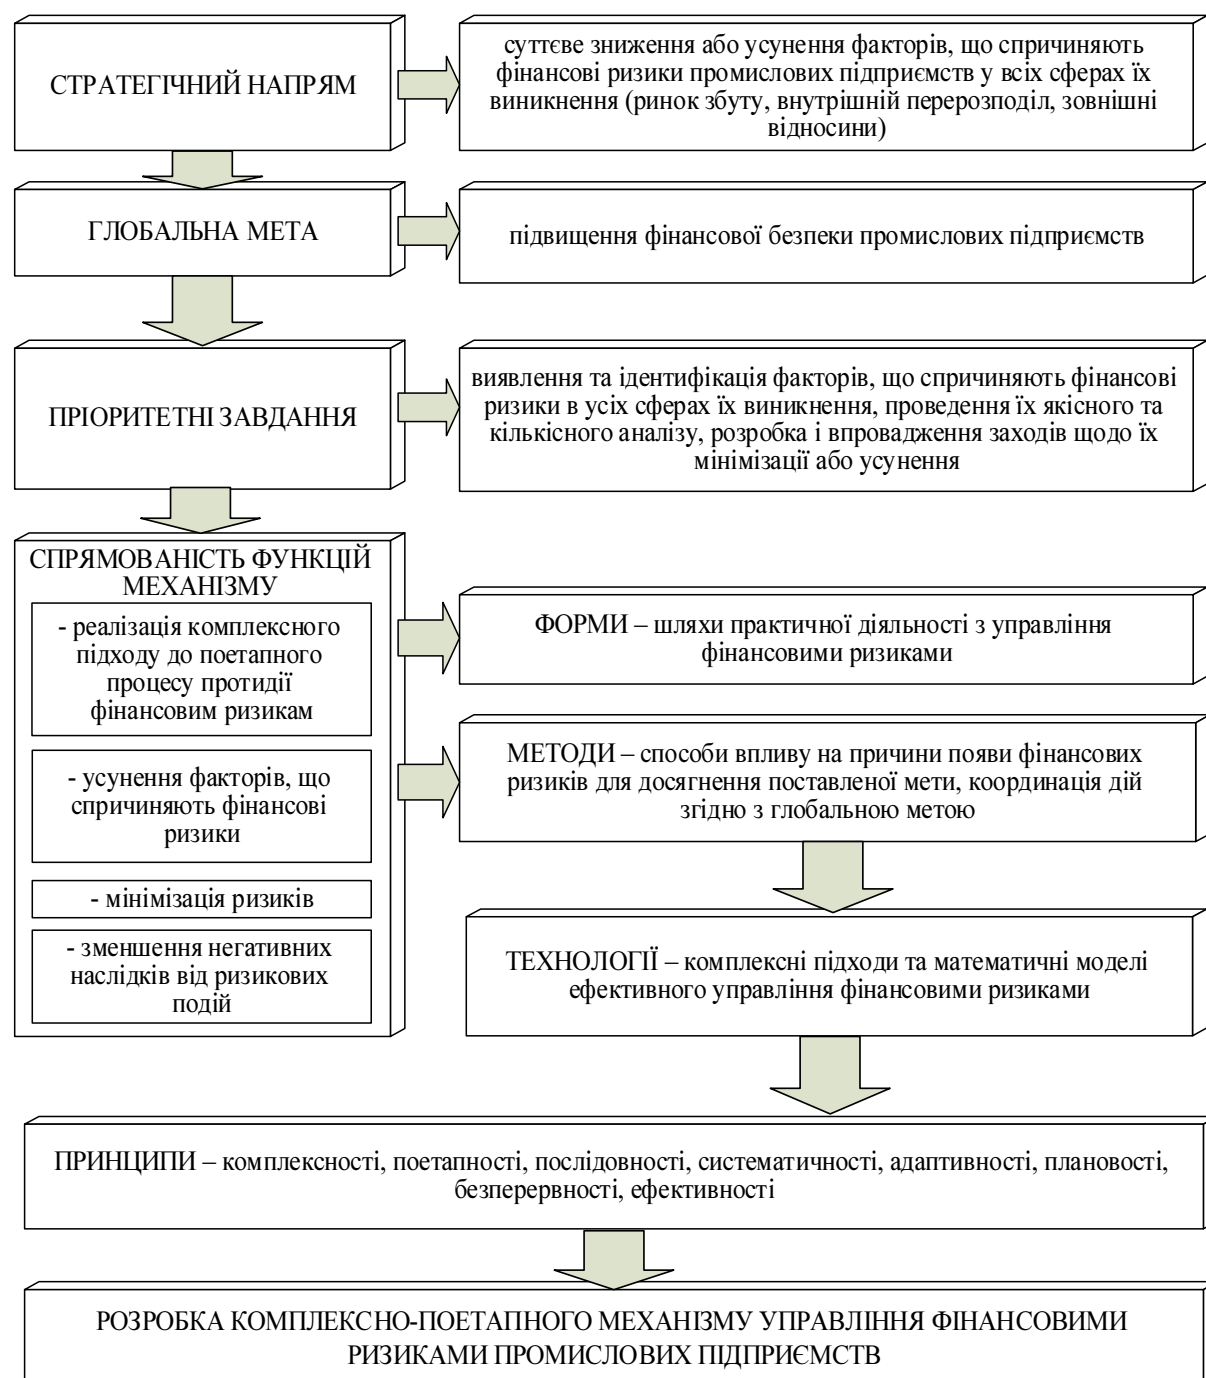 СТРАТЕГІЧНИЙ НАПРЯМ
суттєве зниження або усунення факторів, що спричиняють
фінансові ризики промислових підприємств у всіх сферах їх
виникнення (ринок збуту, внутрішній перерозподіл, зовнішні
відносини)
ГЛОБАЛЬНА МЕТА
підвищення фінансової безпеки промислових підприємств
ПРІОРИТЕТНІ ЗАВДАННЯ
виявлення та ідентифікація факторів, що спричиняють фінансові
ризики в усіх сферах їх виникнення, проведення їх якісного та
кількісного аналізу, розробка і впровадження заходів щодо їх
мінімізації або усунення
СПРЯМОВАНІСТЬ ФУНКЦІЙ
МЕХАНІЗМУ
- реалізація комплексного
підходу до поетапного
процесу протидії
фінансовим ризикам
- усунення факторів, що
спричиняють фінансові
ризики
- мінімізація ризиків
- зменшення негативних
наслідків від ризикових
подій
ФОРМИ – шляхи практичної діяльності з управління
фінансовими ризиками
МЕТОДИ – способи впливу на причини появи фінансових
ризиків для досягнення поставленої мети, координація дій
згідно з глобальною метою
ТЕХНОЛОГІЇ – комплексні підходи та математичні моделі
ефективного управління фінансовими ризиками
ПРИНЦИПИ – комплексності, поетапності, послідовності, систематичності, адаптивності, плановості,
безперервності, ефективності
РОЗРОБКА КОМПЛЕКСНО-ПОЕТАПНОГО МЕХАНІЗМУ УПРАВЛІННЯ ФІНАНСОВИМИ
РИЗИКАМИ ПРОМИСЛОВИХ ПІДПРИЄМСТВ